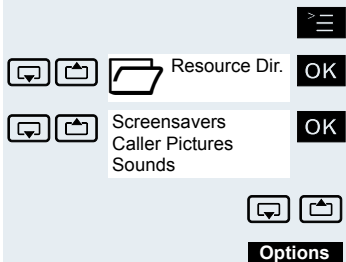 Resource Dir.
OK
Screensavers
OK
Caller Pictures
Sounds
Options